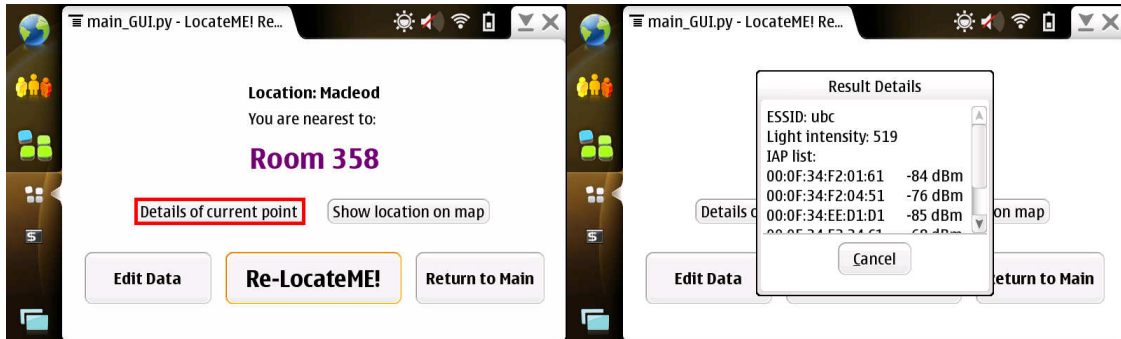 main_GUI.py - LocateME! Re...
Location: Macleod
You are nearest to:
Room 358
Details of current point
Show location on map
Edit Data
Re-LocateME!
Return to Main
main_GUI.py - LocateME! Re...
Result Details
ESSID: ubc
Light intensity: 519
IAP list:
00:0F:34:F2:01:61 -84 dBm
00:0F:34:F2:04:51 -76 dBm
00:0F:34:EE:D1:D1 -85 dBm
Details
on map
Cancel
Edit Data
to Main